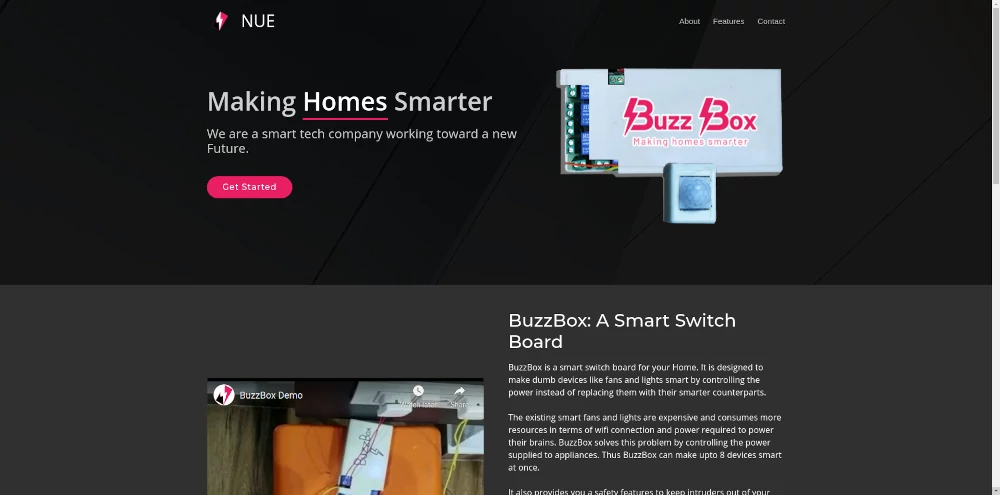 NUE
About Features Contact
Making Homes Smarter
We are a smart tech company working toward a new
Future.
Get Started
Buzz Box
Making homes smarter
BuzzBox: A Smart Switch
Board
BuzzBox is a smart switch board for your Home. It is designed to
make dumb devices like fans and lights smart by controlling the
power instead of replacing them with their smarter counterparts.
The existing smart fans and lights are expensive and consumes more
resources in terms of wifi connection and power required to power
their brains. BuzzBox solves this problem by controlling the power
supplied to appliances. Thus BuzzBox can make upto 8 devices smart
at once.
It also provides you a safety features to keep intruders out of your
BuzzBox Demo
Watch later Share
BuzzBox